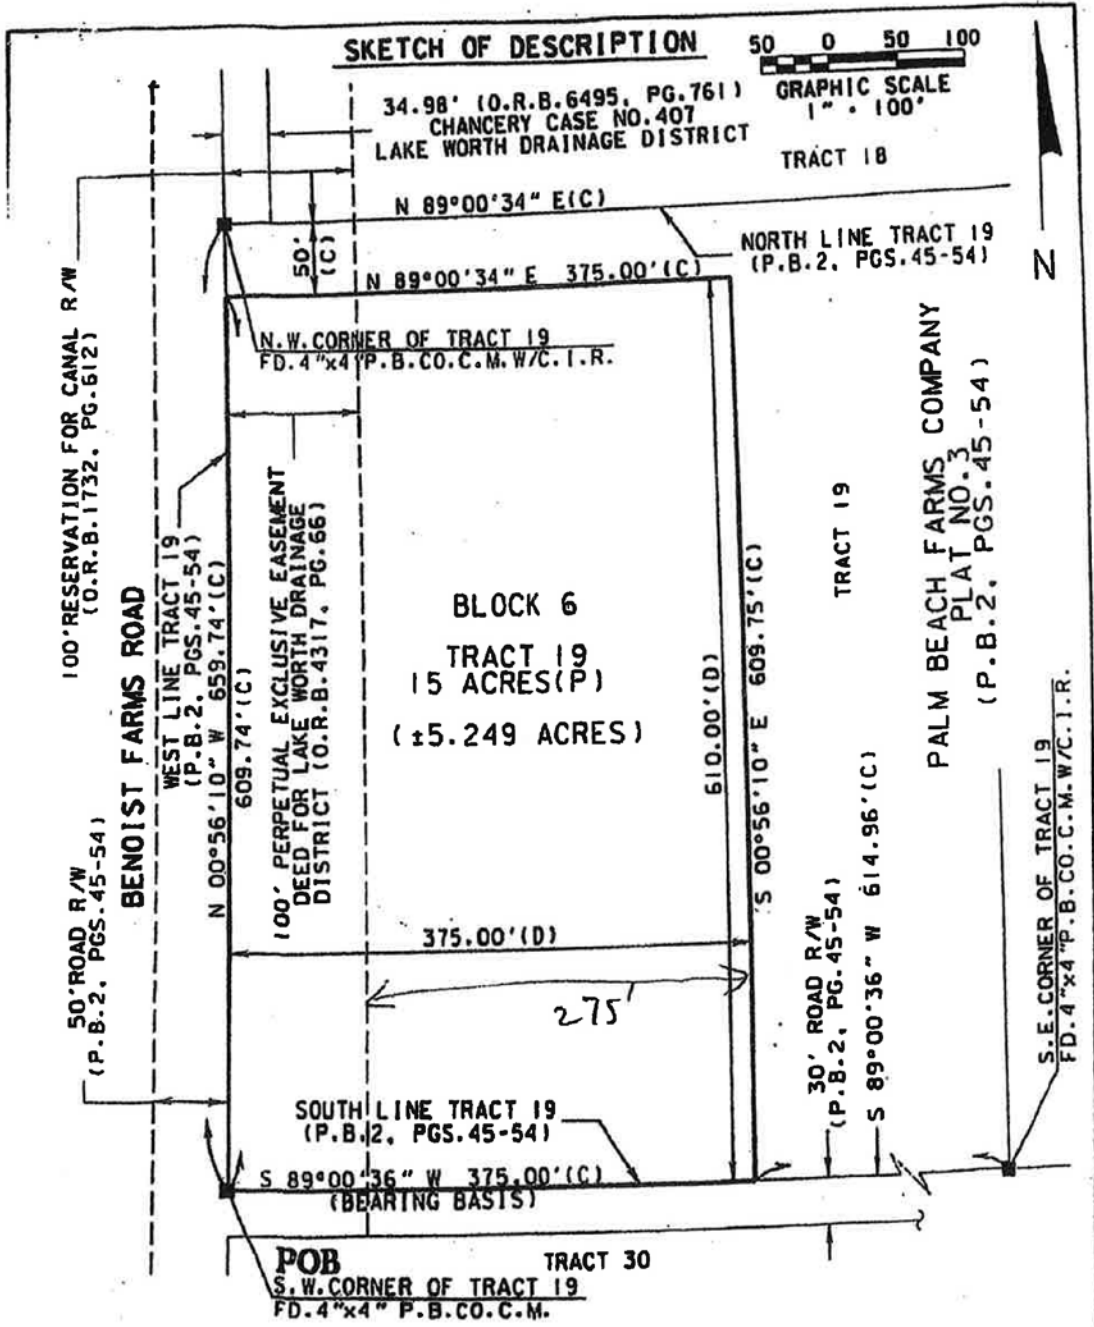 SKETCH OF DESCRIPTION
50 0 50 100
GRAPHIC SCALE
1" = 100'
34.98' (O.R.B.6495, PG.761)
CHANCERY CASE NO.407
LAKE WORTH DRAINAGE DISTRICT
TRACT 18
N 89°00'34" E(C)
NORTH LINE TRACT 19
(P.B.2, PGS.45-54)
N
50'
(C)
N 89°00'34" E 375.00'(C)
N.W.CORNER OF TRACT 19
FD.4"x4"P.B.CO.C.M.W/C.I.R.
100'RESERVATION FOR CANAL R/W
(O.R.B.1732, PG.612)
WEST LINE TRACT 19
(P.B.2, PGS.45-54)
N 00°56'10" W 659.74'(C)
609.74'(C)
100' PERPETUAL EXCLUSIVE EASEMENT
DEED FOR LAKE WORTH DRAINAGE
DISTRICT (O.R.B.4317, PG.66)
BENOIST FARMS ROAD
50'ROAD R/W
(P.B.2, PGS.45-54)
BLOCK 6
TRACT 19
15 ACRES(P)
(±5.249 ACRES)
610.00'(D)
S 00°56'10" E 609.75'(C)
TRACT 19
PALM BEACH FARMS COMPANY
PLAT NO.3
(P.B.2, PGS.45-54)
375.00'(D)
275'
30' ROAD R/W
(P.B.2, PG.45-54)
S 89°00'36" W 614.96'(C)
S.E.CORNER OF TRACT 19
FD.4"x4"P.B.CO.C.M.W/C.I.R.
SOUTH LINE TRACT 19
(P.B.2, PGS.45-54)
S 89°00'36" W 375.00'(C)
(BEARING BASIS)
POB
TRACT 30
S.W.CORNER OF TRACT 19
FD.4"x4" P.B.CO.C.M.